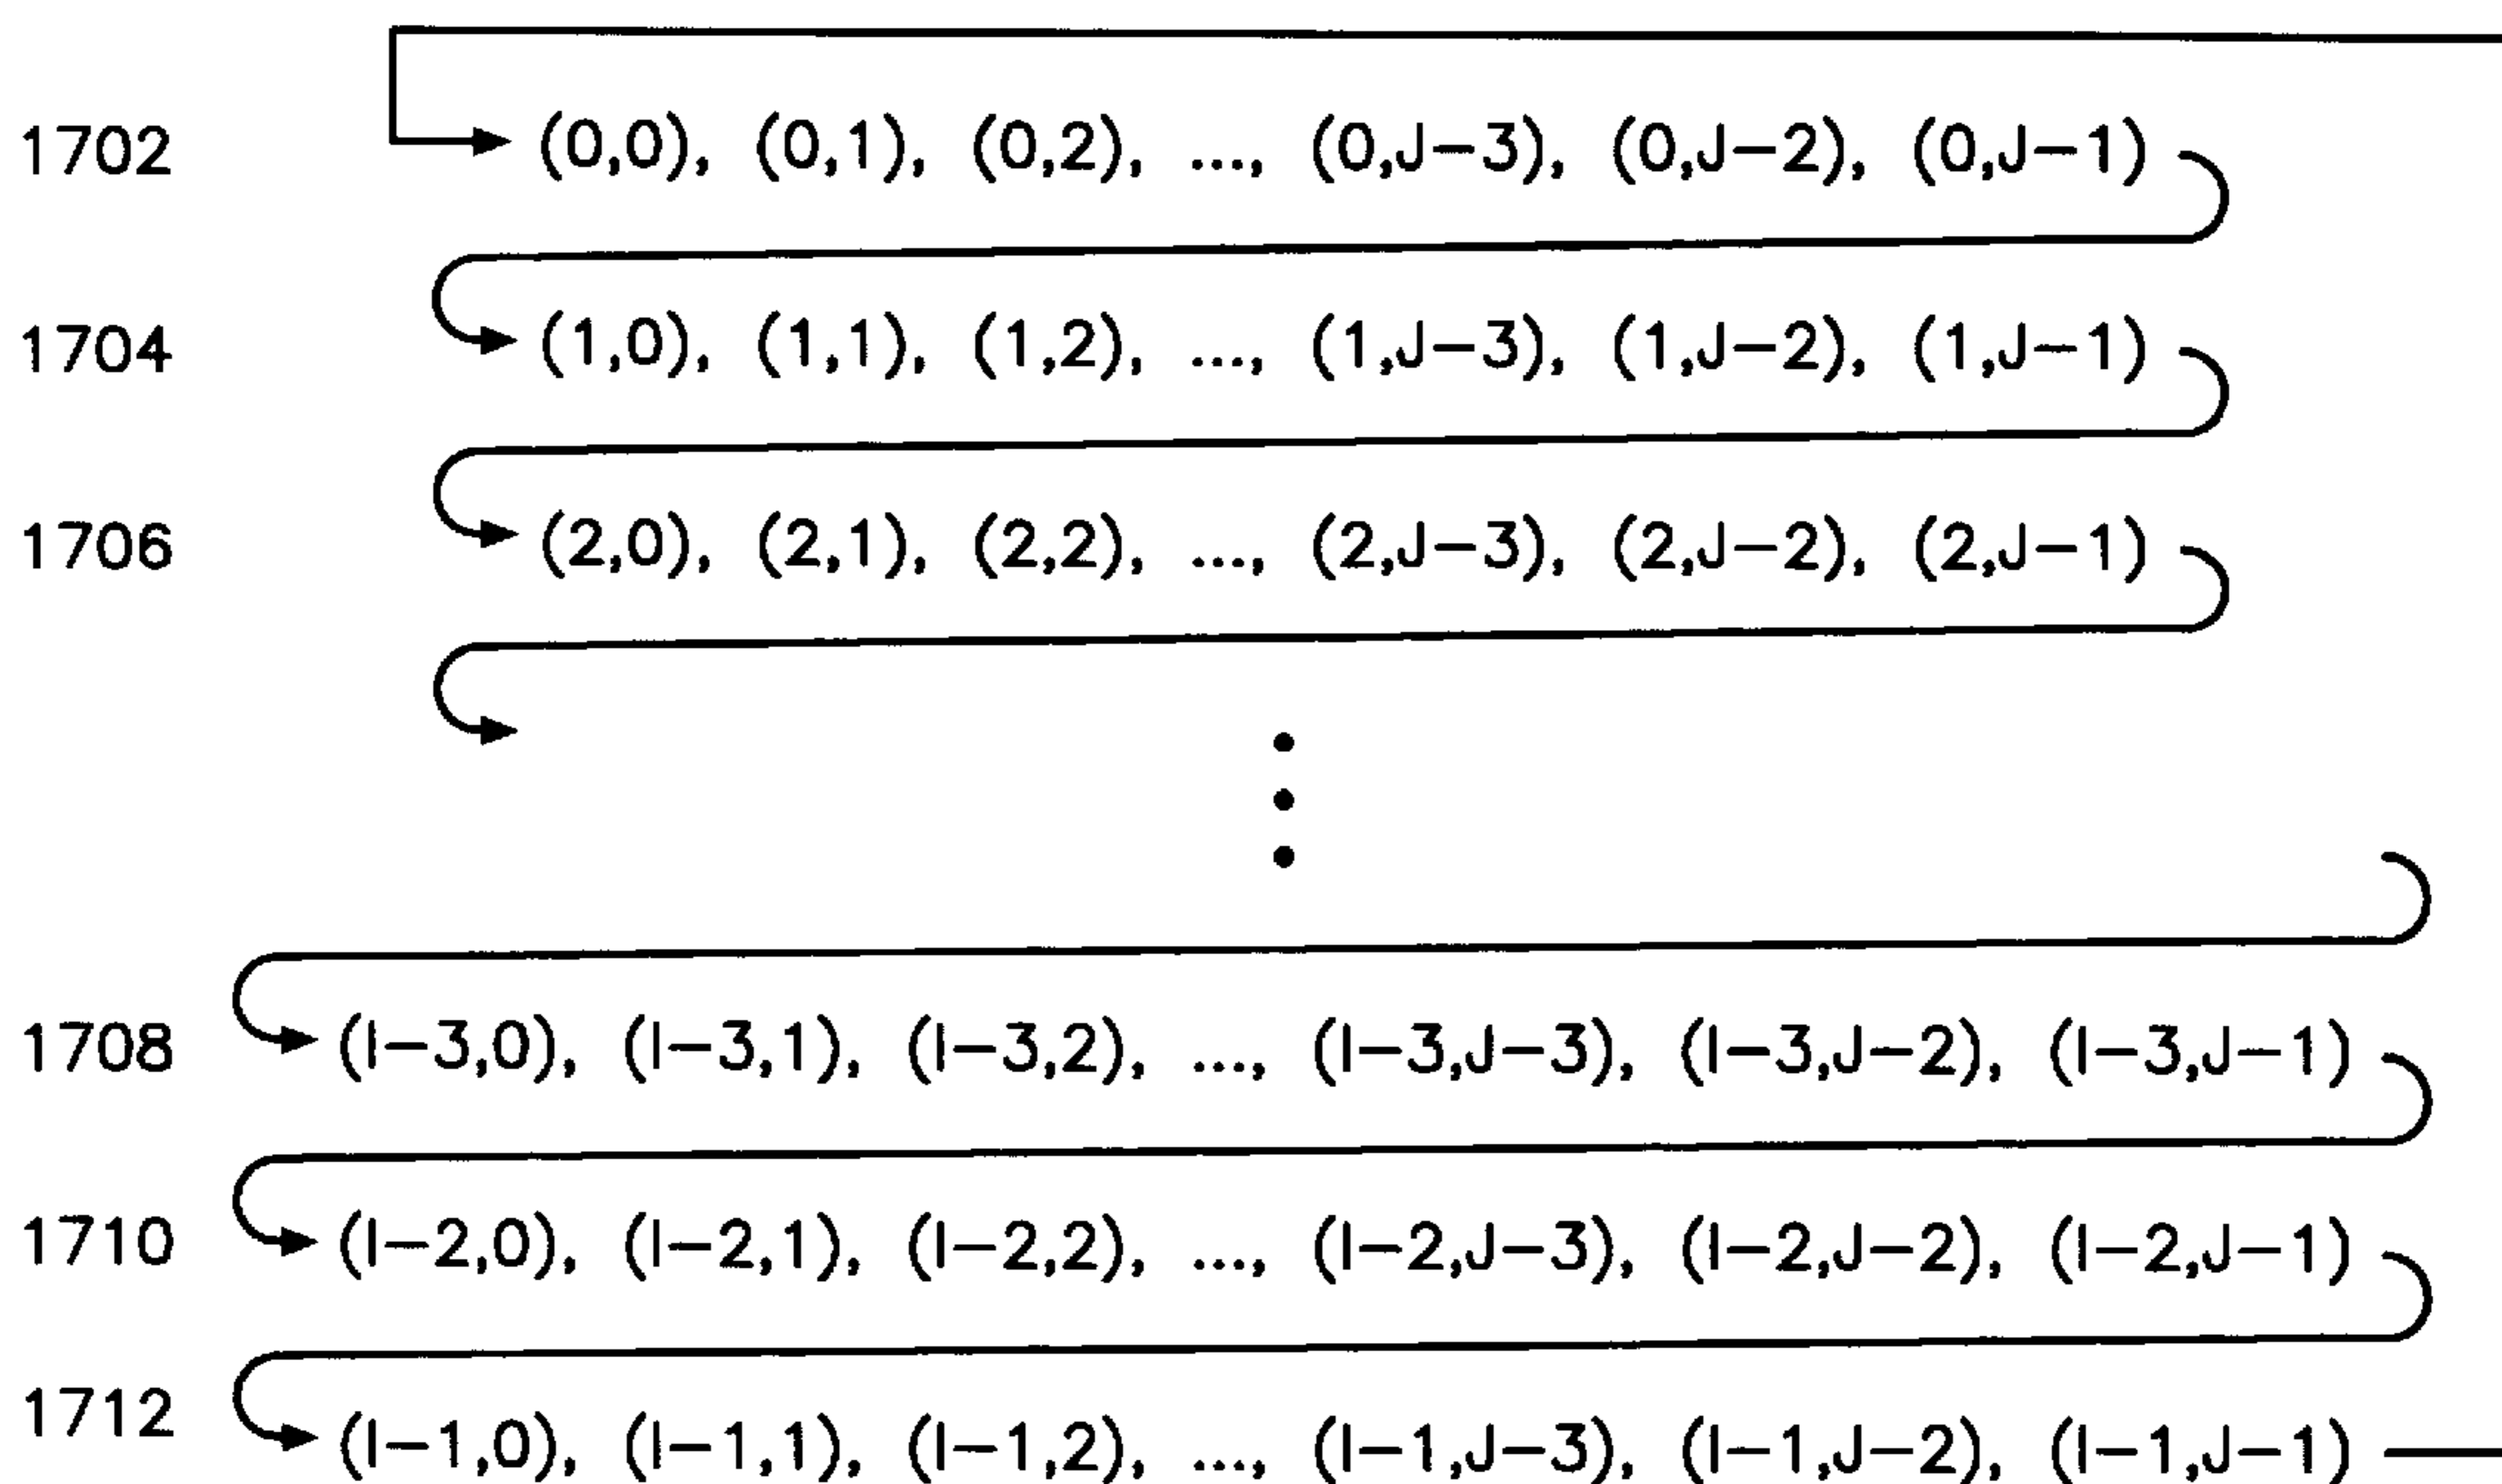 1702 (0,0), (0,1), (0,2), ..., (0,J−3), (0,J−2), (0,J−1)
1704 (1,0), (1,1), (1,2), ..., (1,J−3), (1,J−2), (1,J−1)
1706 (2,0), (2,1), (2,2), ..., (2,J−3), (2,J−2), (2,J−1)
1708 (I−3,0), (I−3,1), (I−3,2), ..., (I−3,J−3), (I−3,J−2), (I−3,J−1)
1710 (I−2,0), (I−2,1), (I−2,2), ..., (I−2,J−3), (I−2,J−2), (I−2,J−1)
1712 (I−1,0), (I−1,1), (I−1,2), ..., (I−1,J−3), (I−1,J−2), (I−1,J−1)